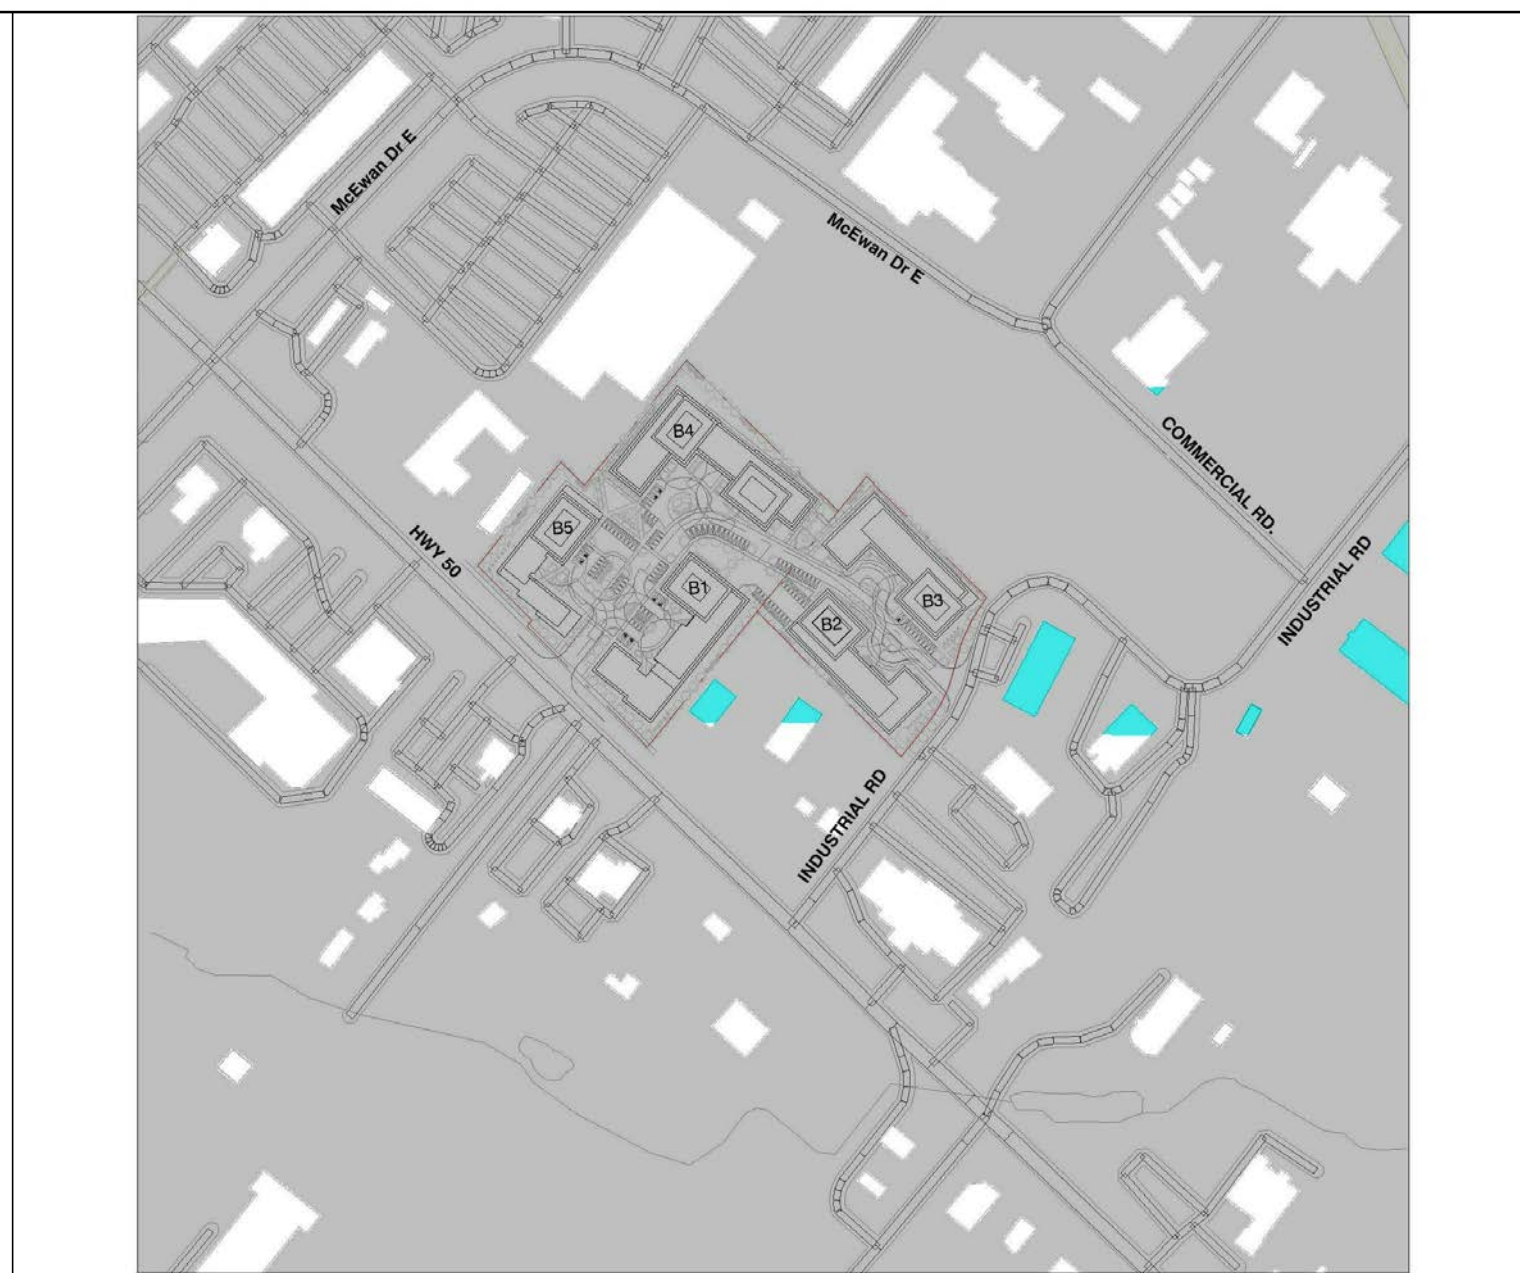 McEwan Dr E
McEwan Dr E
COMMERCIAL RD.
B4
HWY 50
B5
INDUSTRIAL RD
B1
B3
B2
INDUSTRIAL RD